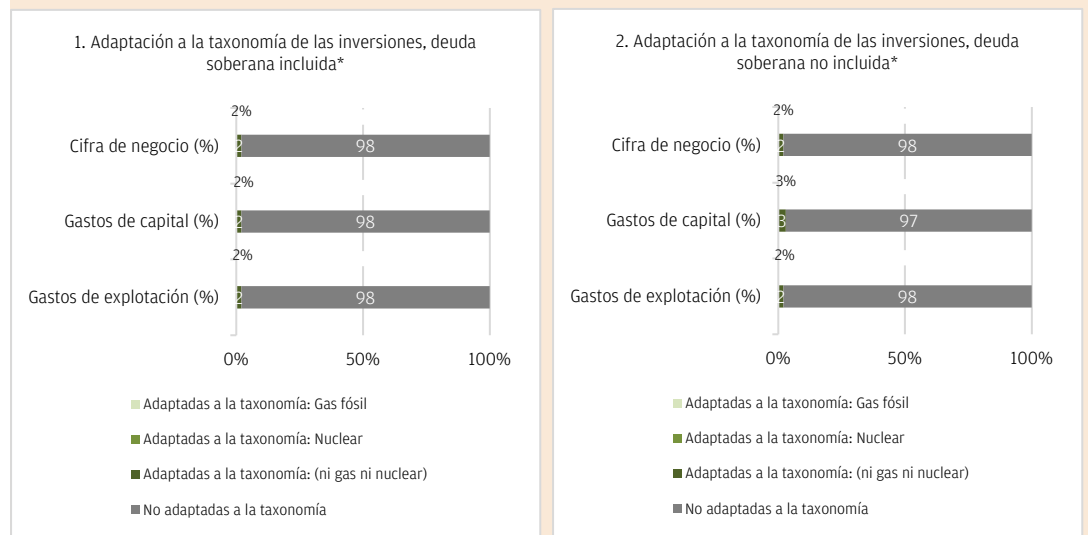 1. Adaptación a la taxonomía de las inversiones, deuda
soberana incluida*
2%
Cifra de negocio (%)
2 98
2%
Gastos de capital (%)
2 98
2%
Gastos de explotación (%)
2 98
0% 50% 100%
Adaptadas a la taxonomía: Gas fósil
Adaptadas a la taxonomía: Nuclear
Adaptadas a la taxonomía: (ni gas ni nuclear)
No adaptadas a la taxonomía
2. Adaptación a la taxonomía de las inversiones, deuda
soberana no incluida*
2%
Cifra de negocio (%)
2 98
3%
Gastos de capital (%)
3 97
2%
Gastos de explotación (%)
2 98
0% 50% 100%
Adaptadas a la taxonomía: Gas fósil
Adaptadas a la taxonomía: Nuclear
Adaptadas a la taxonomía: (ni gas ni nuclear)
No adaptadas a la taxonomía